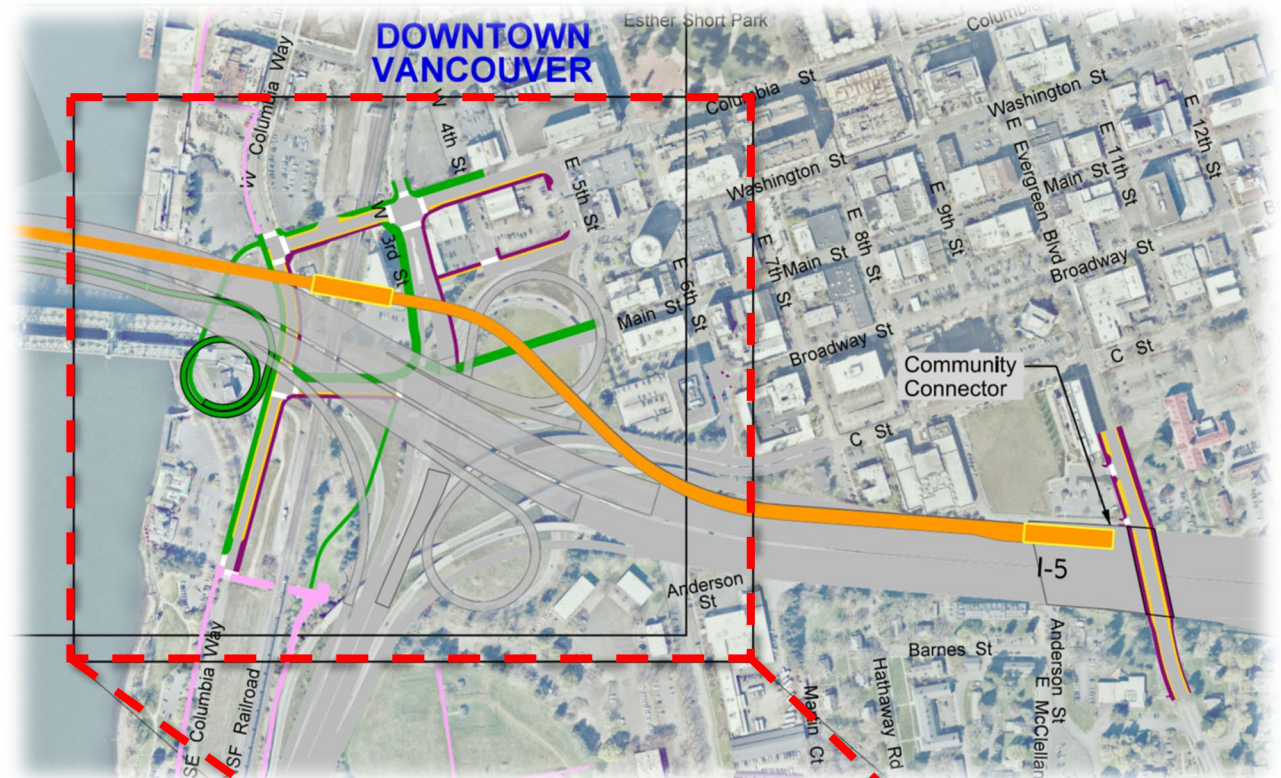 Esther Short Park
Columbia
DOWNTOWN
VANCOUVER
Columbia St
Washington St
W Columbia Way
W 4th St
E 5th St
Washington St
E Evergreen Blvd
E 11th St
E 12th St
Main St
E 9th St
E 8th St
W 3rd St
E 7th St
Main St
Broadway St
E 6th St
Main St
Broadway St
C St
Community
Connector
C St
I-5
Anderson
St
Barnes St
Anderson St
E McClellan
Hathaway Rd
Martin Ct
SE Columbia Way
SF Railroad